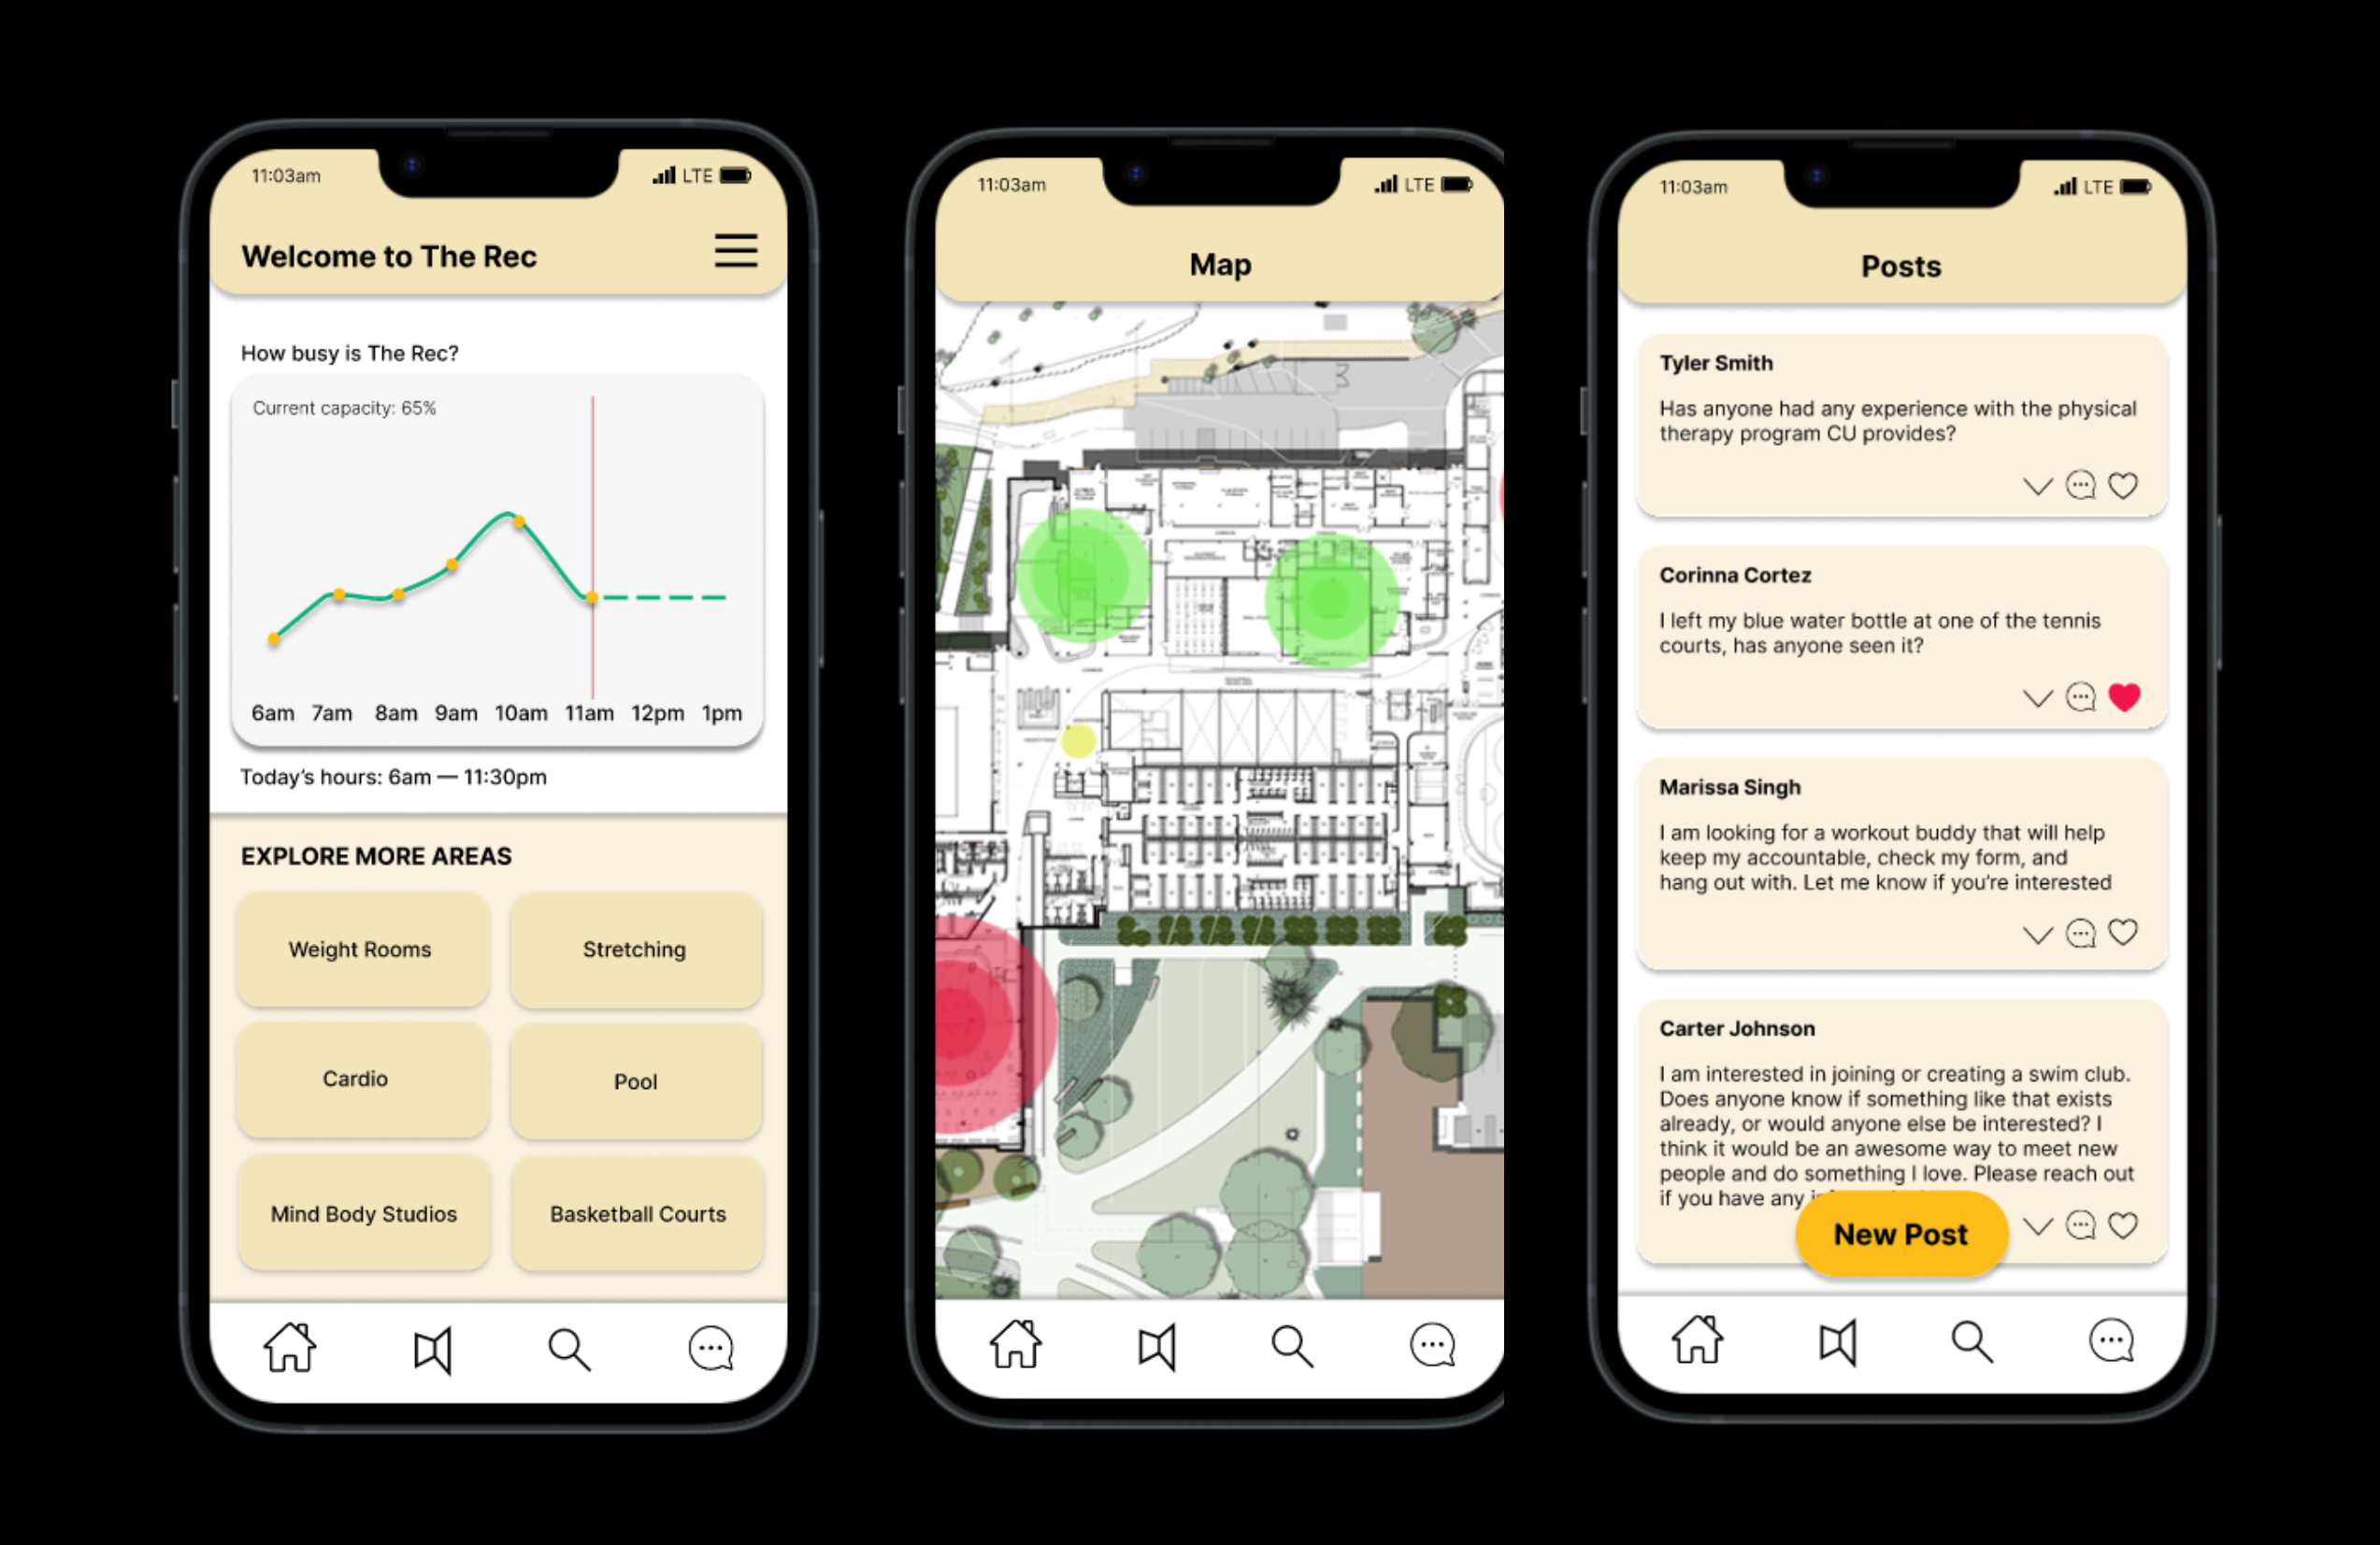 11:03am
LTE
Welcome to The Rec
How busy is The Rec?
Current capacity: 65%
6am 7am 8am 9am 10am 11am 12pm 1pm
Today's hours: 6am — 11:30pm
EXPLORE MORE AREAS
Weight Rooms
Stretching
Cardio
Pool
Mind Body Studios
Basketball Courts
11:03am
LTE
Map
11:03am
LTE
Posts
Tyler Smith
Has anyone had any experience with the physical
therapy program CU provides?
Corinna Cortez
I left my blue water bottle at one of the tennis
courts, has anyone seen it?
Marissa Singh
I am looking for a workout buddy that will help
keep my accountable, check my form, and
hang out with. Let me know if you're interested
Carter Johnson
I am interested in joining or creating a swim club.
Does anyone know if something like that exists
already, or would anyone else be interested? I
think it would be an awesome way to meet new
people and do something I love. Please reach out
if you have any
New Post